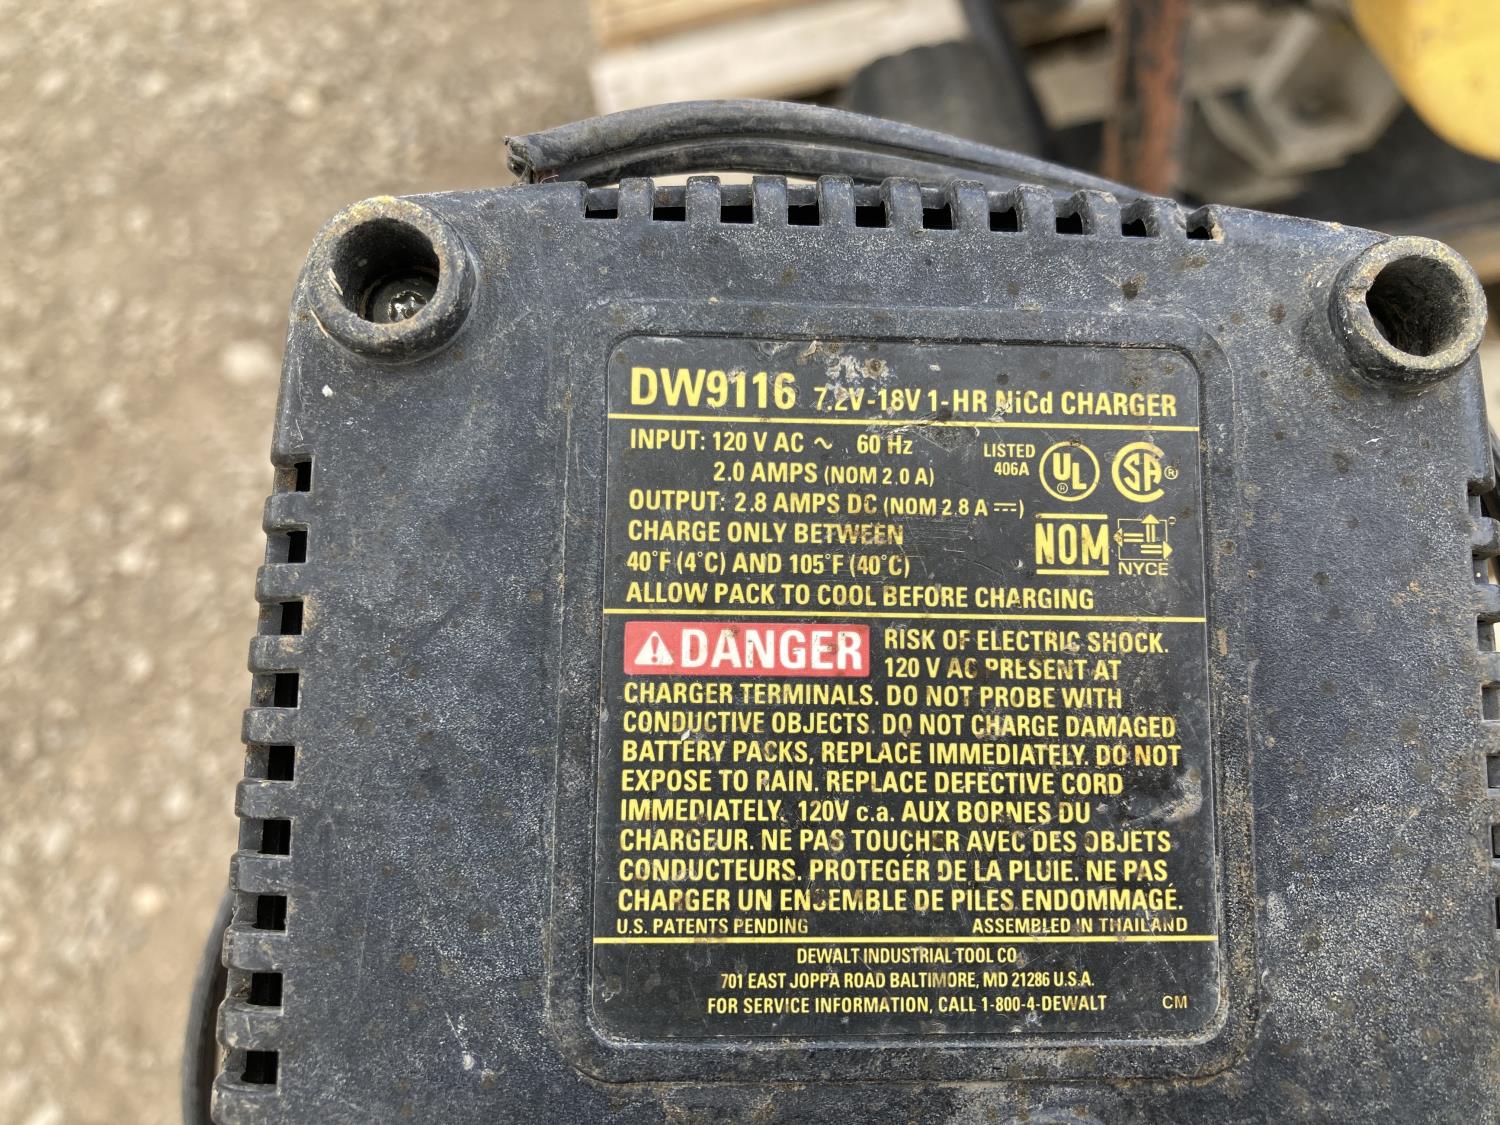 DW9116 7.2V-18V 1-HR NiCd CHARGER
INPUT: 120 V AC ~ 60 Hz
2.0 AMPS (NOM 2.0 A)
LISTED
406A
UL
®
SA
®
OUTPUT: 2.8 AMPS DC (NOM 2.8 A ⎓)
CHARGE ONLY BETWEEN
40°F (4°C) AND 105°F (40°C)
NOM
NYCE
ALLOW PACK TO COOL BEFORE CHARGING
DANGER RISK OF ELECTRIC SHOCK.
120 V AC PRESENT AT
CHARGER TERMINALS. DO NOT PROBE WITH
CONDUCTIVE OBJECTS. DO NOT CHARGE DAMAGED
BATTERY PACKS, REPLACE IMMEDIATELY. DO NOT
EXPOSE TO RAIN. REPLACE DEFECTIVE CORD
IMMEDIATELY. 120V c.a. AUX BORNES DU
CHARGEUR. NE PAS TOUCHER AVEC DES OBJETS
CONDUCTEURS. PROTEGÉR DE LA PLUIE. NE PAS
CHARGER UN ENSEMBLE DE PILES ENDOMMAGÉ.
U.S. PATENTS PENDING ASSEMBLED IN THAILAND
DEWALT INDUSTRIAL TOOL CO
701 EAST JOPPA ROAD BALTIMORE, MD 21286 U.S.A.
FOR SERVICE INFORMATION, CALL 1-800-4-DEWALT CM